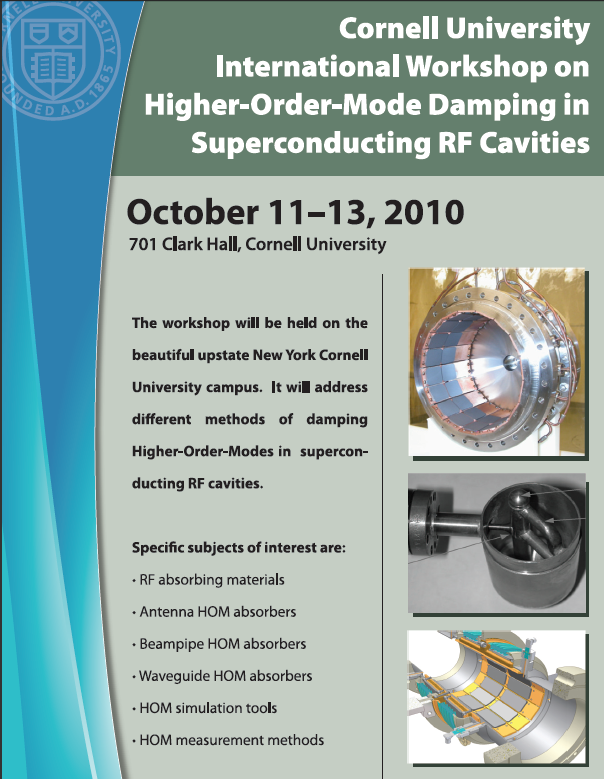 Cornell University
International Workshop on
Higher-Order-Mode Damping in
Superconducting RF Cavities
October 11–13, 2010
701 Clark Hall, Cornell University
The workshop will be held on the
beautiful upstate New York Cornell
University campus. It will address
different methods of damping
Higher-Order-Modes in supercon-
ducting RF cavities.
Specific subjects of interest are:
• RF absorbing materials
• Antenna HOM absorbers
• Beampipe HOM absorbers
• Waveguide HOM absorbers
• HOM simulation tools
• HOM measurement methods
UNIVERSITY
A.D. 1865